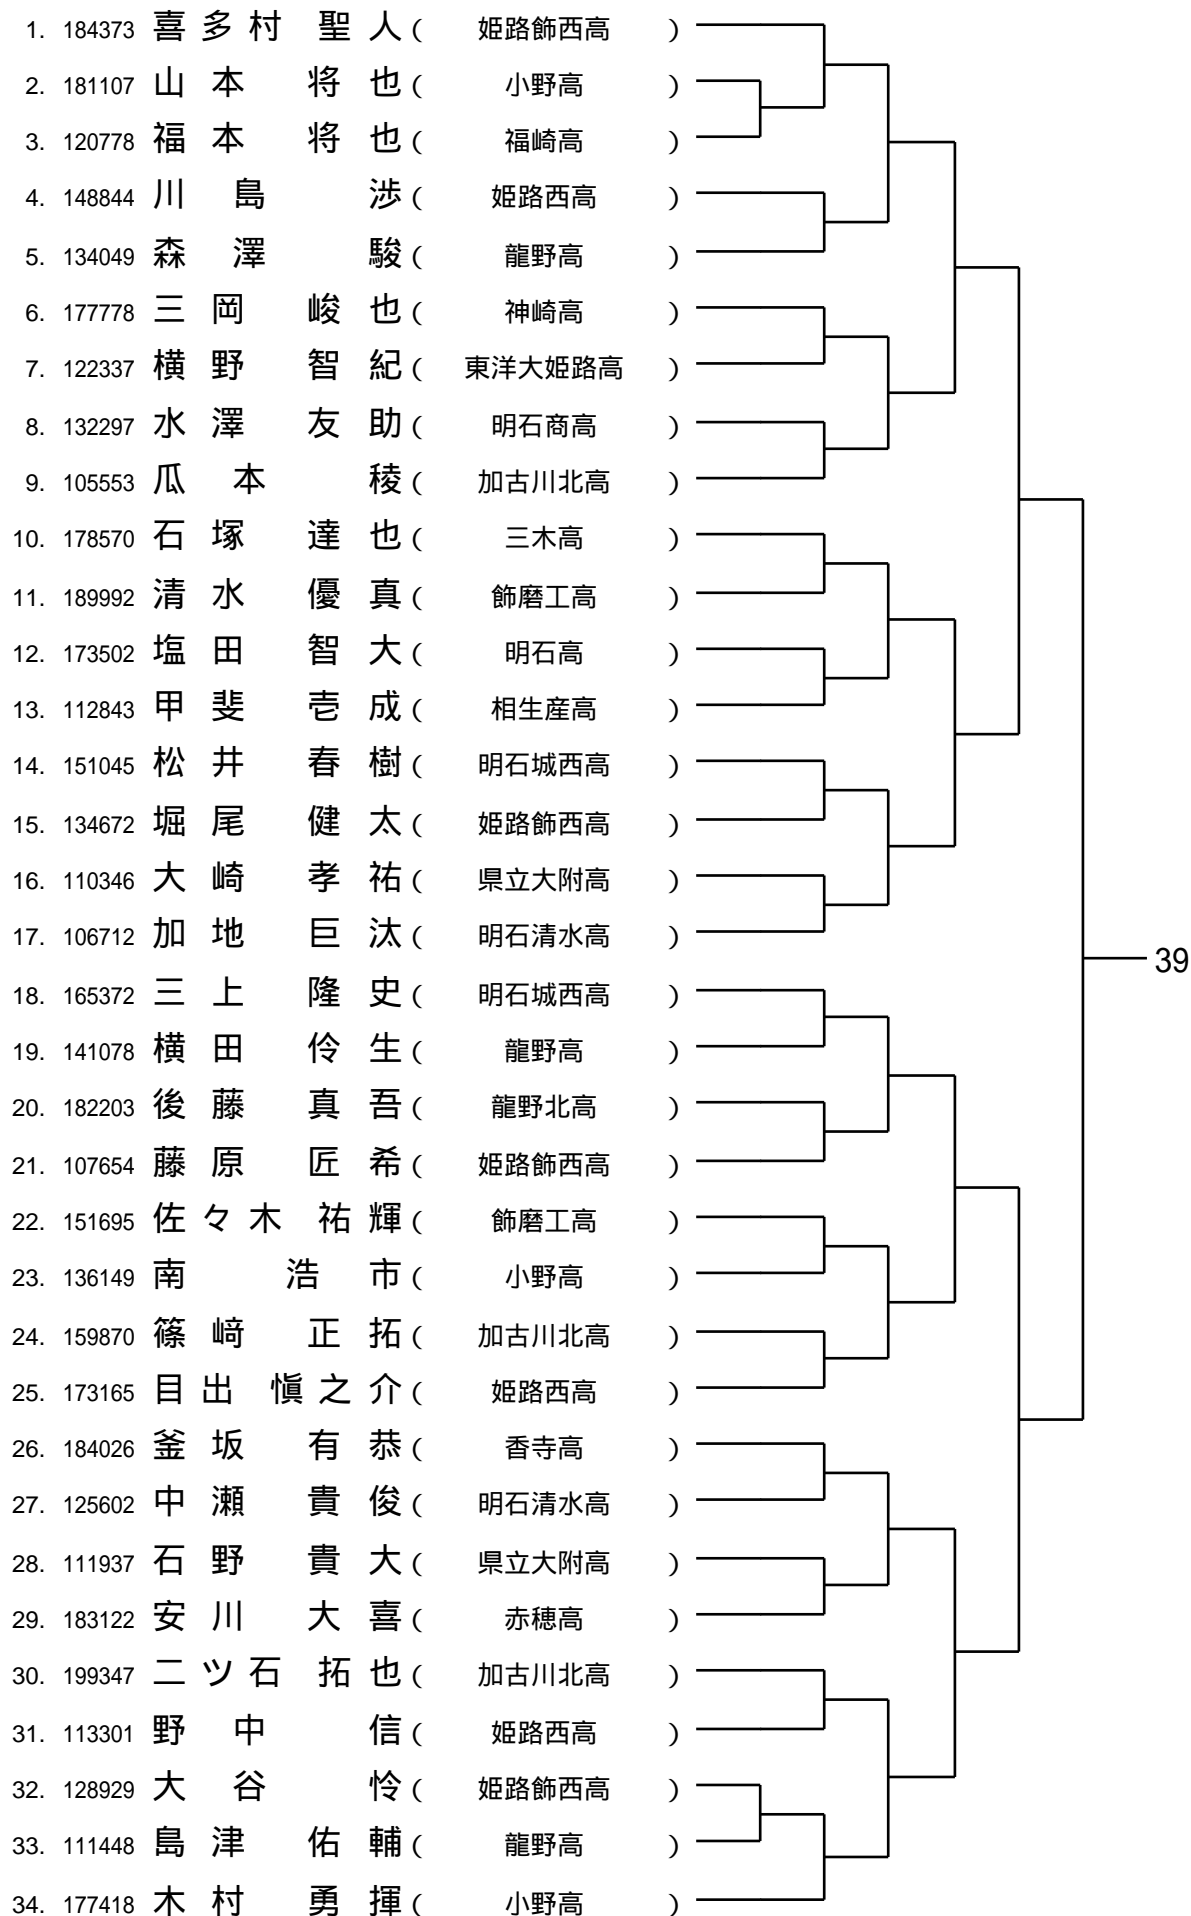 1. 184373 喜多村 聖人 ( 姫路飾西高 )
2. 181107 山本 将也 ( 小野高 )
3. 120778 福本 将也 ( 福崎高 )
4. 148844 川島 渉 ( 姫路西高 )
5. 134049 森澤 駿 ( 龍野高 )
6. 177778 三岡 峻也 ( 神崎高 )
7. 122337 横野 智紀 ( 東洋大姫路高 )
8. 132297 水澤 友助 ( 明石商高 )
9. 105553 瓜本 稜 ( 加古川北高 )
10. 178570 石塚 達也 ( 三木高 )
11. 189992 清水 優真 ( 飾磨工高 )
12. 173502 塩田 智大 ( 明石高 )
13. 112843 甲斐 壱成 ( 相生産高 )
14. 151045 松井 春樹 ( 明石城西高 )
15. 134672 堀尾 健太 ( 姫路飾西高 )
16. 110346 大崎 孝祐 ( 県立大附高 )
17. 106712 加地 巨汰 ( 明石清水高 )
39
18. 165372 三上 隆史 ( 明石城西高 )
19. 141078 横田 伶生 ( 龍野高 )
20. 182203 後藤 真吾 ( 龍野北高 )
21. 107654 藤原 匠希 ( 姫路飾西高 )
22. 151695 佐々木 祐輝 ( 飾磨工高 )
23. 136149 南 浩市 ( 小野高 )
24. 159870 篠﨑 正拓 ( 加古川北高 )
25. 173165 目出 愼之介 ( 姫路西高 )
26. 184026 釜坂 有恭 ( 香寺高 )
27. 125602 中瀬 貴俊 ( 明石清水高 )
28. 111937 石野 貴大 ( 県立大附高 )
29. 183122 安川 大喜 ( 赤穂高 )
30. 199347 二ツ石 拓也 ( 加古川北高 )
31. 113301 野中 信 ( 姫路西高 )
32. 128929 大谷 怜 ( 姫路飾西高 )
33. 111448 島津 佑輔 ( 龍野高 )
34. 177418 木村 勇揮 ( 小野高 )